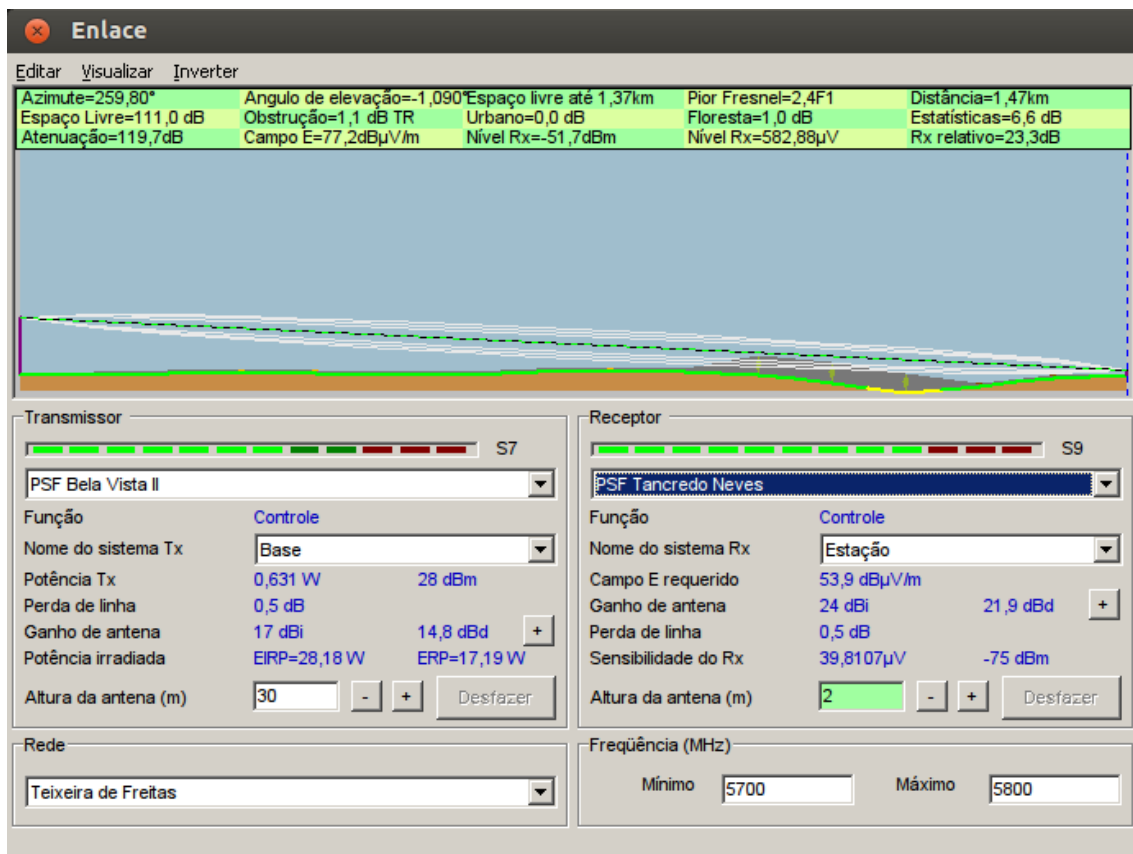 Enlace
Editar Visualizar Inverter
Azimute=259,80° Angulo de elevação=-1,090° Espaço livre até 1,37km Pior Fresnel=2,4F1 Distância=1,47km
Espaço Livre=111,0 dB Obstrução=1,1 dB TR Urbano=0,0 dB Floresta=1,0 dB Estatísticas=6,6 dB
Atenuação=119,7dB Campo E=77,2dBµV/m Nível Rx=-51,7dBm Nível Rx=582,88µV Rx relativo=23,3dB
Transmissor
S7
PSF Bela Vista II
Função Controle
Nome do sistema Tx Base
Potência Tx 0,631 W 28 dBm
Perda de linha 0,5 dB
Ganho de antena 17 dBi 14,8 dBd +
Potência irradiada EIRP=28,18 W ERP=17,19 W
Altura da antena (m) 30 - + Desfazer
Rede
Teixeira de Freitas
Receptor
S9
PSF Tancredo Neves
Função Controle
Nome do sistema Rx Estação
Campo E requerido 53,9 dBµV/m
Ganho de antena 24 dBi 21,9 dBd +
Perda de linha 0,5 dB
Sensibilidade do Rx 39,8107µV -75 dBm
Altura da antena (m) 2 - + Desfazer
Freqüência (MHz)
Mínimo 5700 Máximo 5800